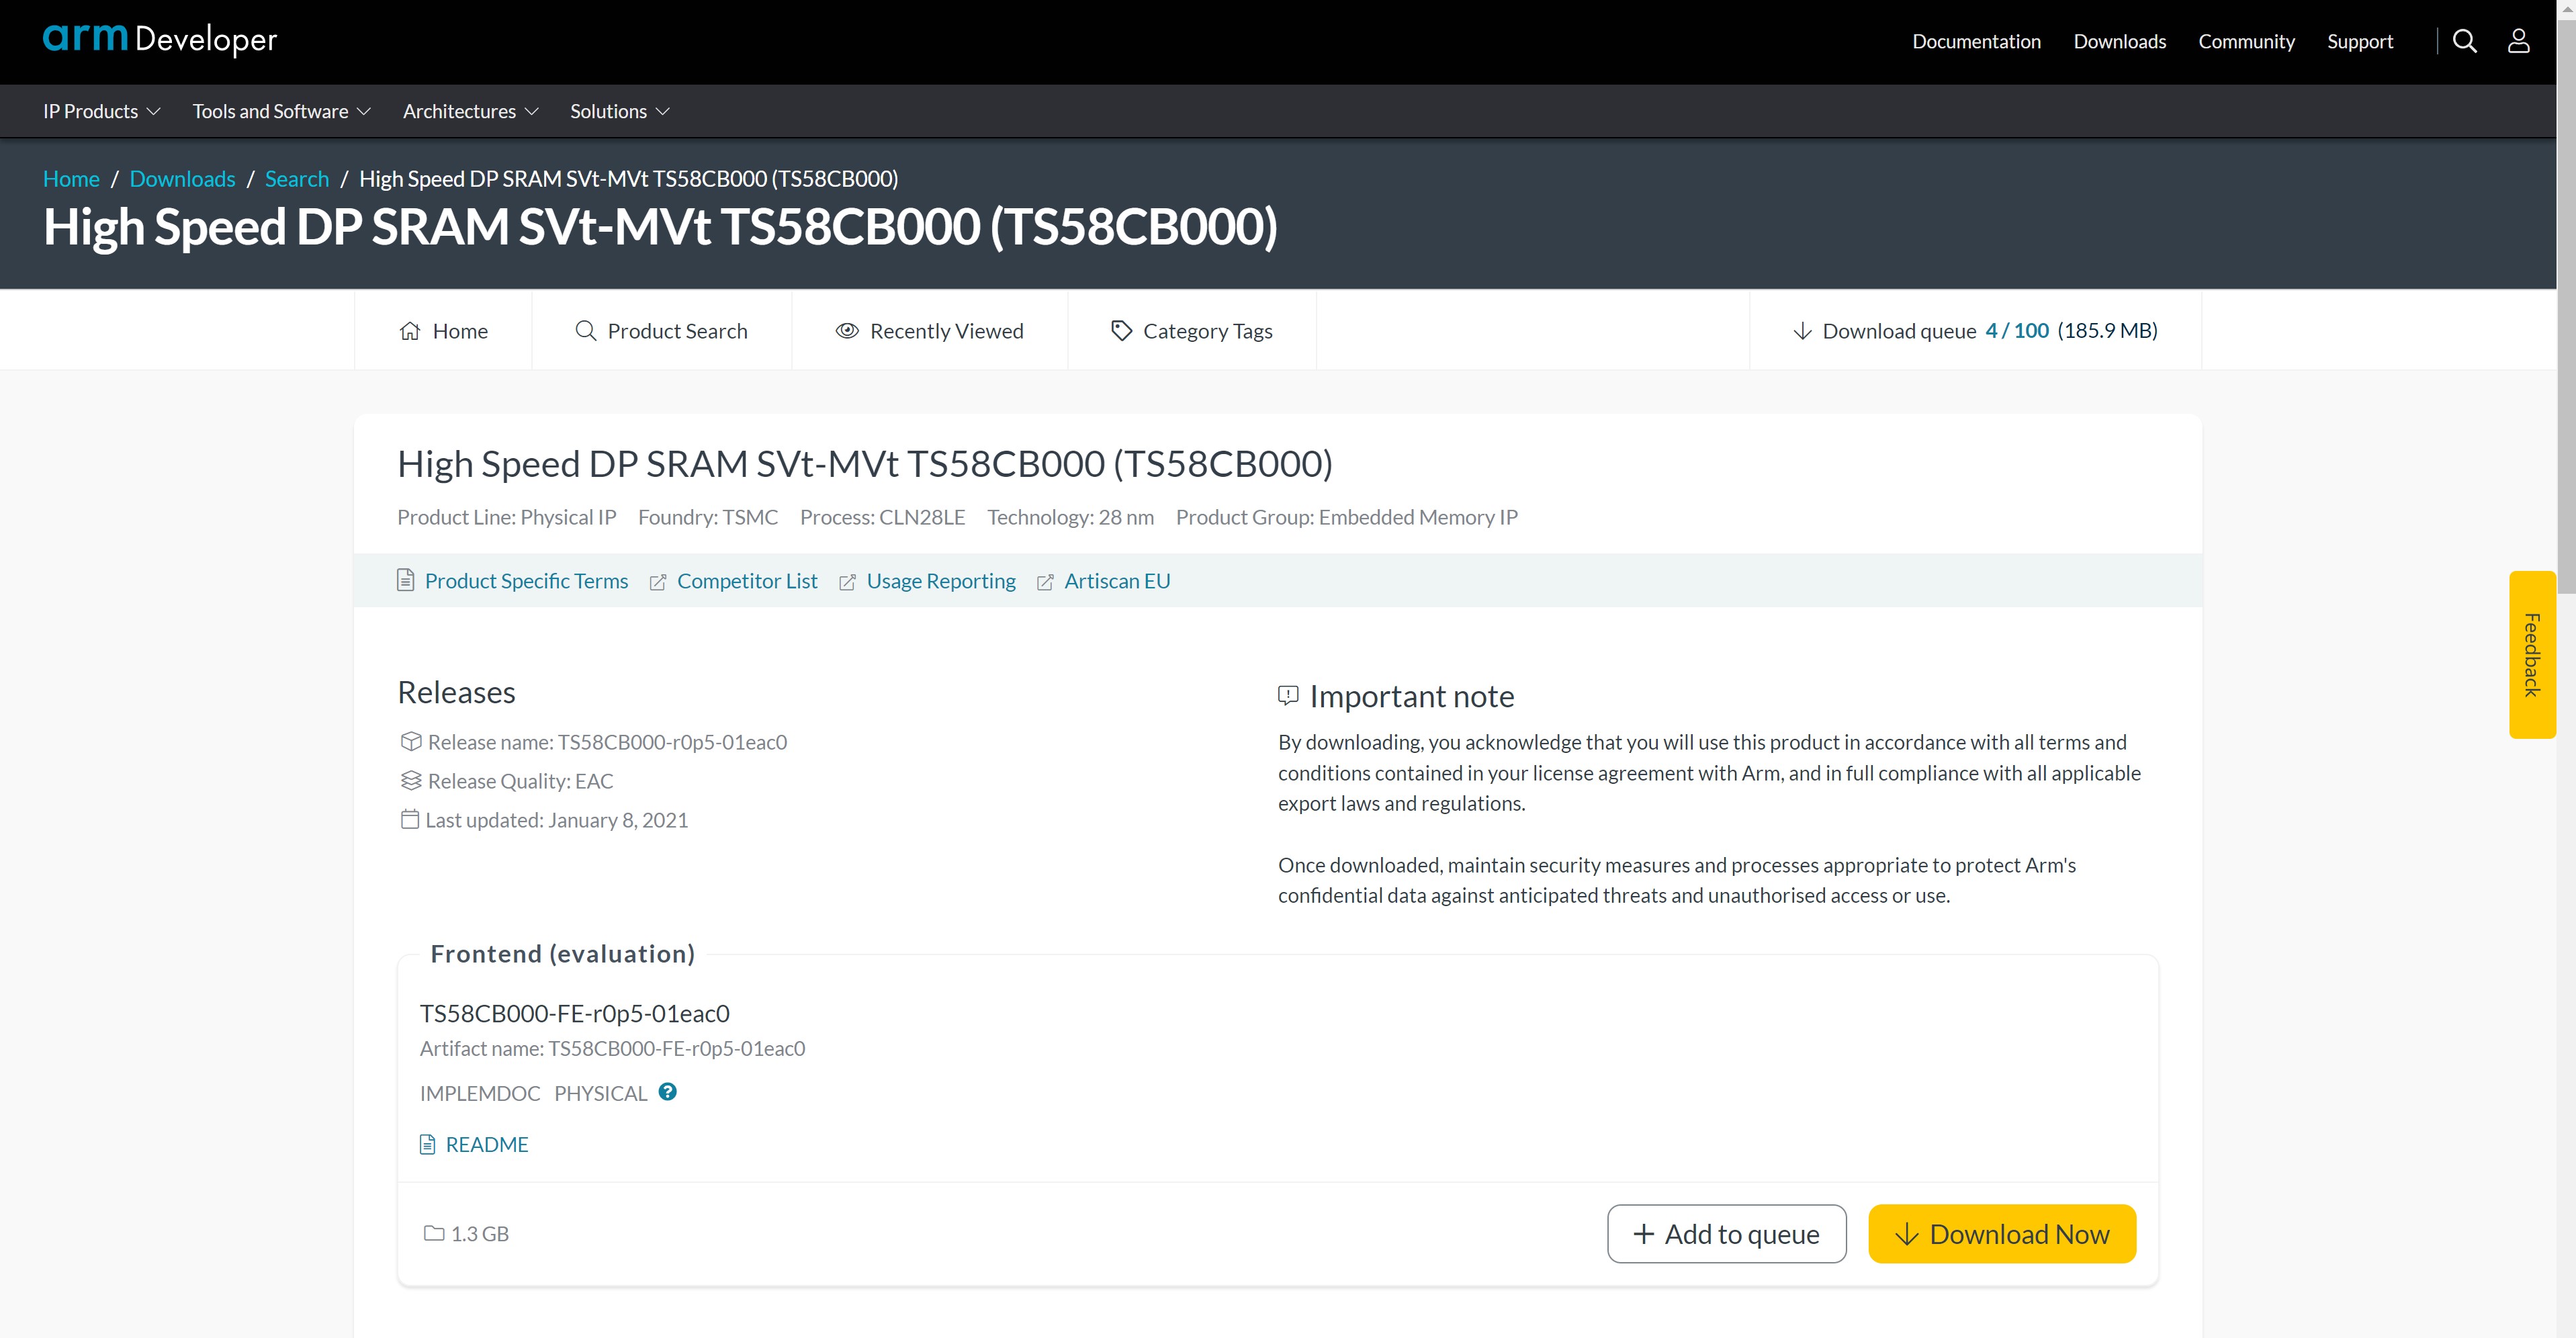 arm Developer
Documentation Downloads Community Support
IP Products Tools and Software Architectures Solutions
Home / Downloads / Search / High Speed DP SRAM SVt-MVt TS58CB000 (TS58CB000)
High Speed DP SRAM SVt-MVt TS58CB000 (TS58CB000)
Home Product Search Recently Viewed Category Tags Download queue 4 / 100 (185.9 MB)
High Speed DP SRAM SVt-MVt TS58CB000 (TS58CB000)
Product Line: Physical IP Foundry: TSMC Process: CLN28LE Technology: 28 nm Product Group: Embedded Memory IP
Product Specific Terms Competitor List Usage Reporting Artiscan EU
Feedback
Releases
Release name: TS58CB000-r0p5-01eac0
Release Quality: EAC
Last updated: January 8, 2021
Important note
By downloading, you acknowledge that you will use this product in accordance with all terms and
conditions contained in your license agreement with Arm, and in full compliance with all applicable
export laws and regulations.
Once downloaded, maintain security measures and processes appropriate to protect Arm's
confidential data against anticipated threats and unauthorised access or use.
Frontend (evaluation)
TS58CB000-FE-r0p5-01eac0
Artifact name: TS58CB000-FE-r0p5-01eac0
IMPLEMDOC PHYSICAL ?
README
1.3 GB
+ Add to queue Download Now